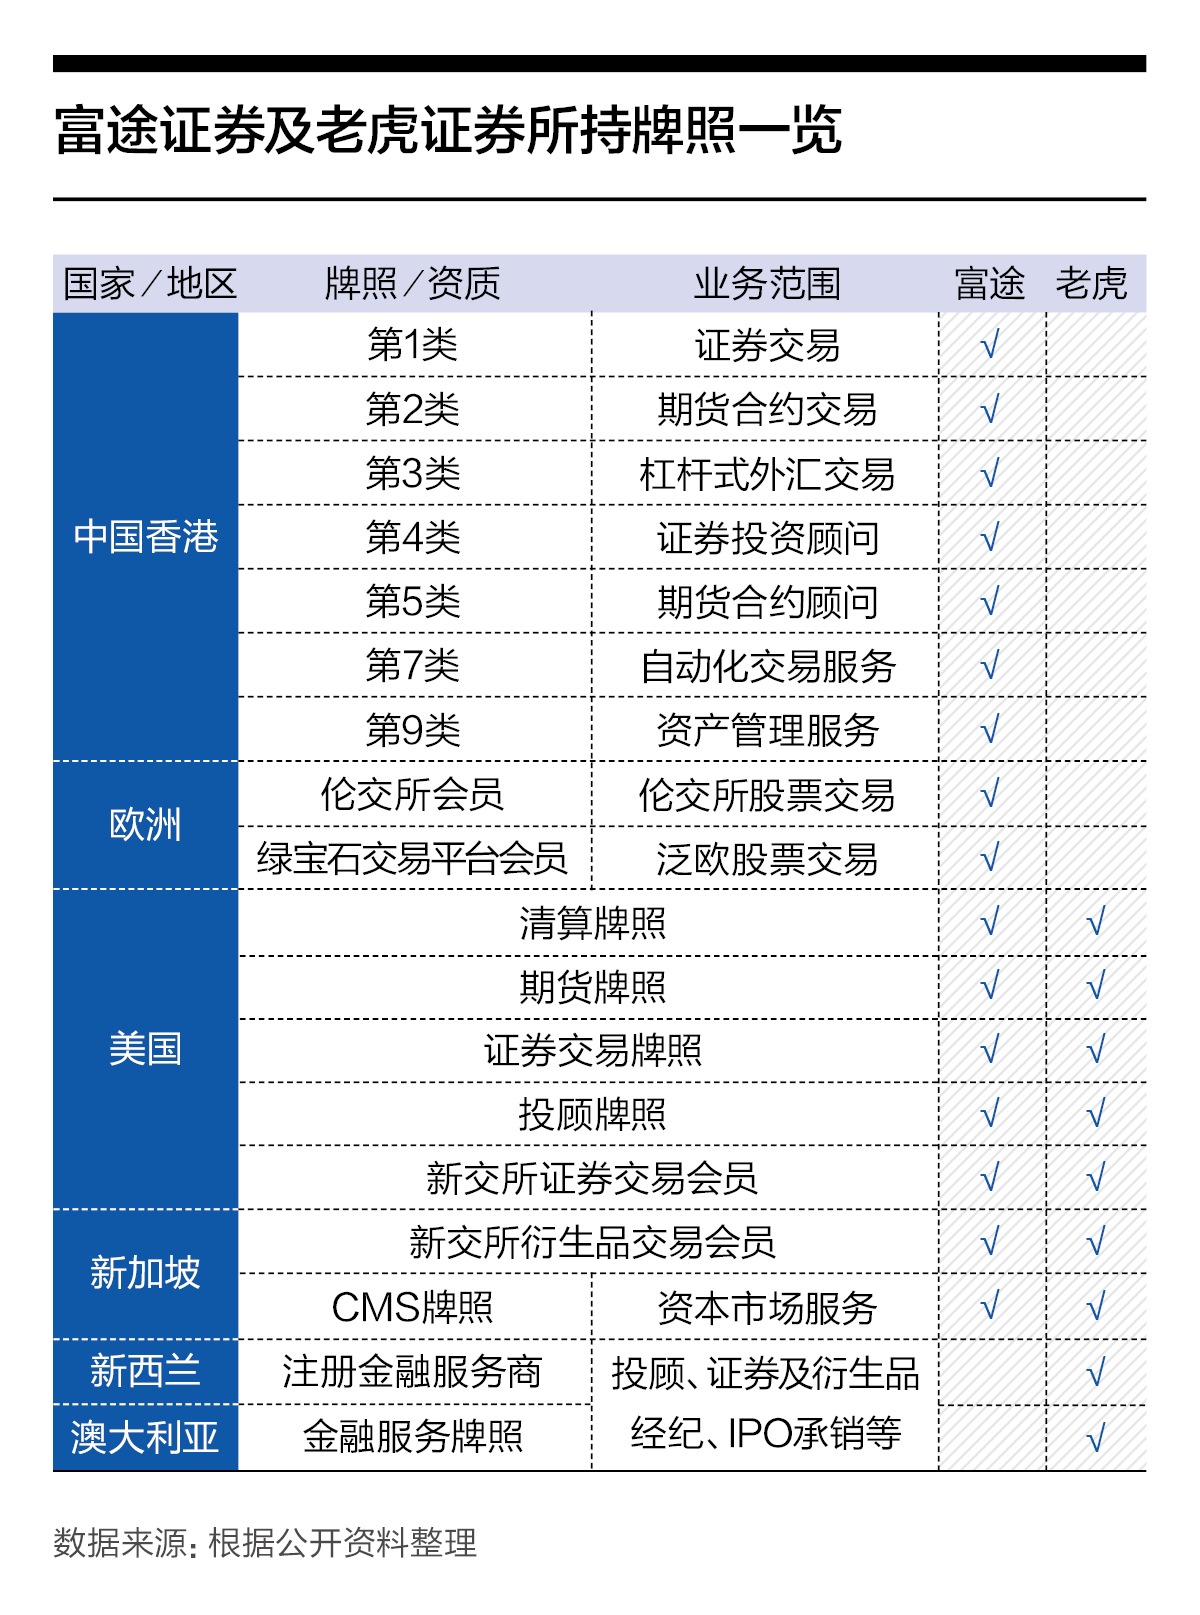 富途证券及老虎证券所持牌照一览
国家／地区 牌照／资质 业务范围 富途 老虎
第1类 证券交易 √
第2类 期货合约交易 √
第3类 杠杆式外汇交易 √
中国香港 第4类 证券投资顾问 √
第5类 期货合约顾问 √
第7类 自动化交易服务 √
第9类 资产管理服务 √
欧洲 伦交所会员 伦交所股票交易 √
绿宝石交易平台会员 泛欧股票交易 √
清算牌照 √ √
期货牌照 √ √
美国 证券交易牌照 √ √
投顾牌照 √ √
新交所证券交易会员 √ √
新加坡 新交所衍生品交易会员 √ √
CMS牌照 资本市场服务 √ √
新西兰 注册金融服务商 投顾、证券及衍生品 √
澳大利亚 金融服务牌照 经纪、IPO承销等 √
数据来源：根据公开资料整理